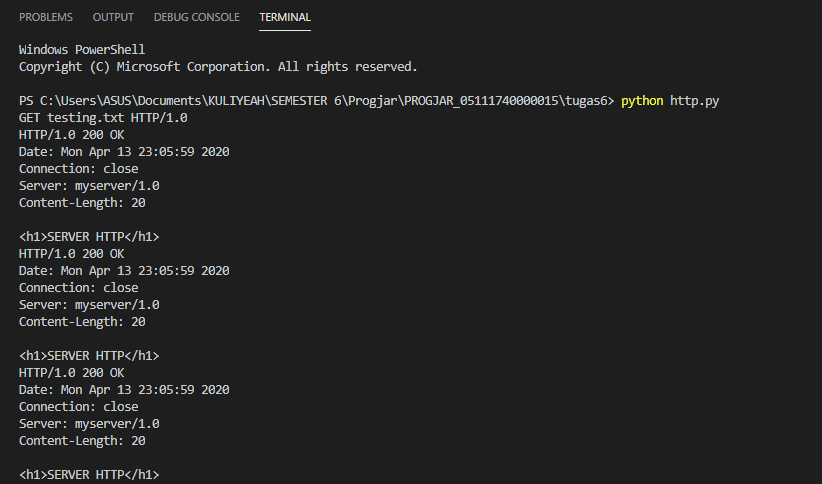 PROBLEMS OUTPUT DEBUG CONSOLE TERMINAL
Windows PowerShell
Copyright (C) Microsoft Corporation. All rights reserved.
PS C:\Users\ASUS\Documents\KULIYEAH\SEMESTER 6\Progjar\PROGJAR_05111740000015\tugas6> python http.py
GET testing.txt HTTP/1.0
HTTP/1.0 200 OK
Date: Mon Apr 13 23:05:59 2020
Connection: close
Server: myserver/1.0
Content-Length: 20
<h1>SERVER HTTP</h1>
HTTP/1.0 200 OK
Date: Mon Apr 13 23:05:59 2020
Connection: close
Server: myserver/1.0
Content-Length: 20
<h1>SERVER HTTP</h1>
HTTP/1.0 200 OK
Date: Mon Apr 13 23:05:59 2020
Connection: close
Server: myserver/1.0
Content-Length: 20
<h1>SERVER HTTP</h1>